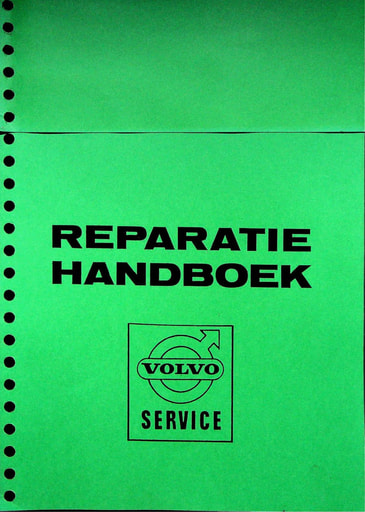 REPARATIE
HANDBOEK
VOLVO
SERVICE